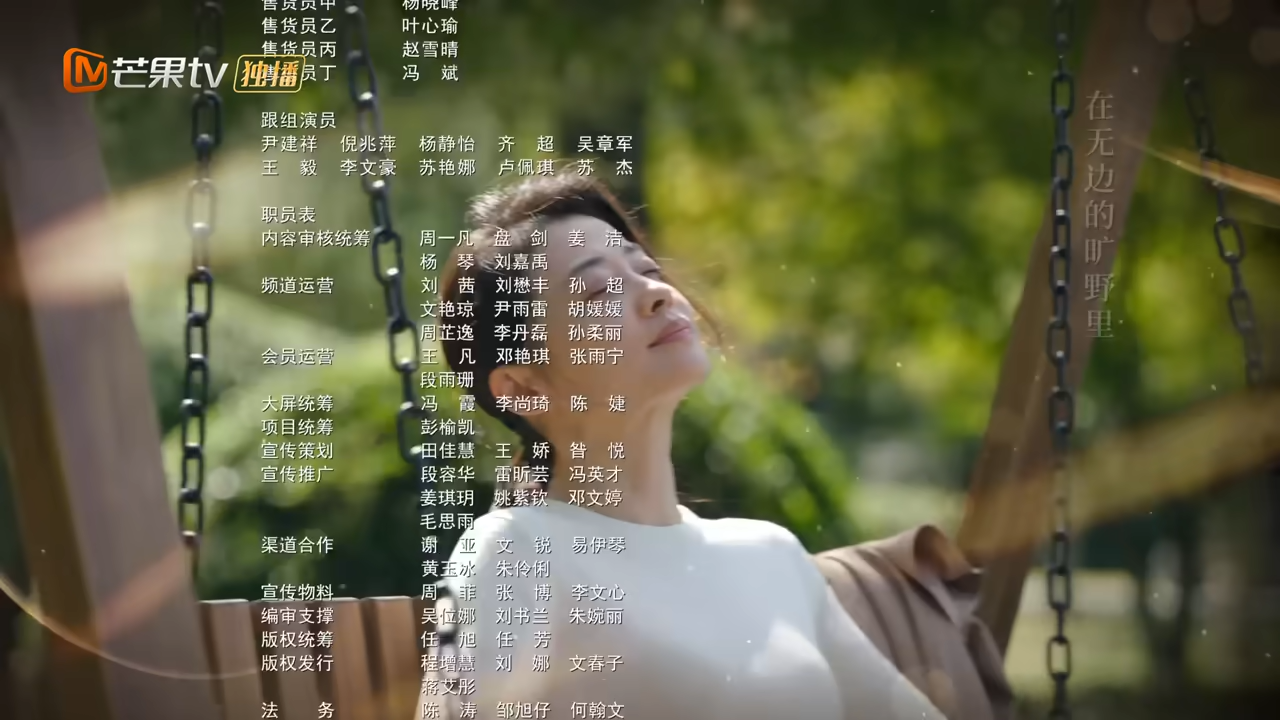 售货员甲 杨晓峰
售货员乙 叶心瑜
售货员丙 赵雪晴
芒果tv 独播
员丁 冯 斌
跟组演员
尹建祥 倪兆萍 杨静怡 齐 超 吴章军
王 毅 李文豪 苏艳娜 卢佩琪 苏 杰
职员表
内容审核统筹 周一凡 盘 剑 姜 洁
杨 琴 刘嘉禹
频道运营 刘 茜 刘懋丰 孙 超
文艳琼 尹雨雷 胡媛媛
周芷逸 李丹磊 孙柔丽
会员运营 王 凡 邓艳琪 张雨宁
段雨珊
大屏统筹 冯 霞 李尚琦 陈 婕
项目统筹 彭榆凯
宣传策划 田佳慧 王 娇 昝 悦
宣传推广 段容华 雷昕芸 冯英才
姜琪玥 姚紫钦 邓文婷
毛思雨
渠道合作 谢 亚 文 锐 易伊琴
黄玉冰 朱伶俐
宣传物料 周 菲 张 博 李文心
编审支撑 吴位娜 刘书兰 朱婉丽
版权统筹 任 旭 任 芳
版权发行 程增慧 刘 娜 文春子
蒋艾彤
法 务 陈 涛 邹旭仔 何翰文
在无边的旷野里